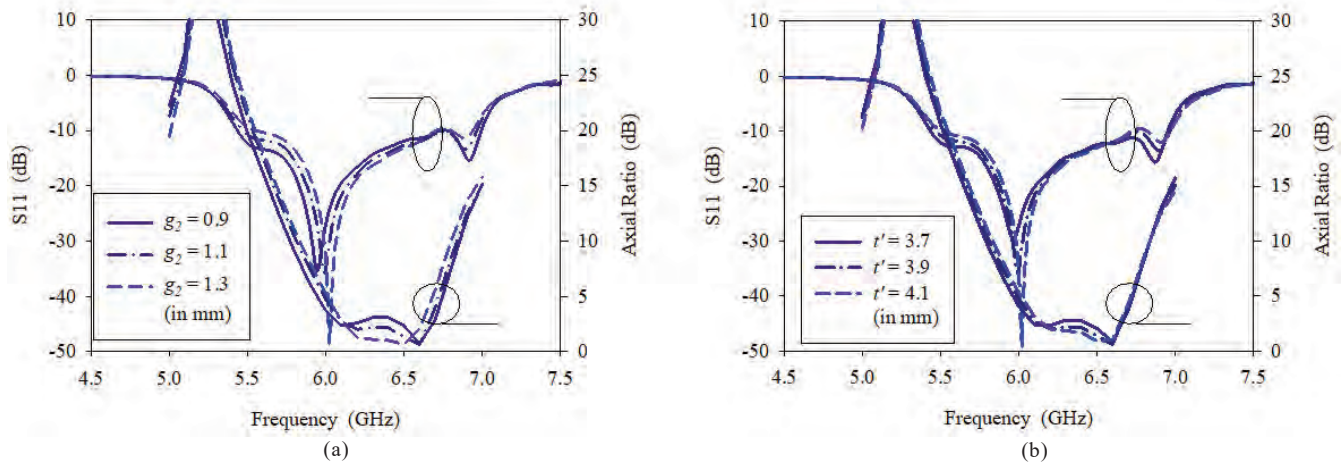 10
0
-10
-20
-30
-40
-50
S11 (dB)
30
25
20
15
10
5
0
Axial Ratio (dB)
g2 = 0.9
g2 = 1.1
g2 = 1.3
(in mm)
4.5 5.0 5.5 6.0 6.5 7.0 7.5
Frequency (GHz)
(a)
10
0
-10
-20
-30
-40
-50
S11 (dB)
30
25
20
15
10
5
0
Axial Ratio (dB)
t' = 3.7
t' = 3.9
t' = 4.1
(in mm)
4.5 5.0 5.5 6.0 6.5 7.0 7.5
Frequency (GHz)
(b)